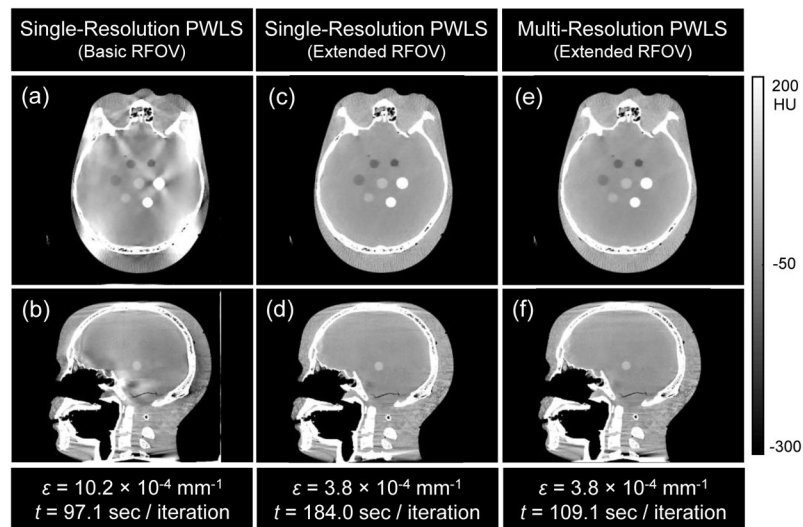 Single-Resolution PWLS
(Basic RFOV)
Single-Resolution PWLS
(Extended RFOV)
Multi-Resolution PWLS
(Extended RFOV)
(a)
(c)
(e)
200
HU
-50
-300
(b)
(d)
(f)
ε = 10.2 × 10⁻⁴ mm⁻¹
t = 97.1 sec / iteration
ε = 3.8 × 10⁻⁴ mm⁻¹
t = 184.0 sec / iteration
ε = 3.8 × 10⁻⁴ mm⁻¹
t = 109.1 sec / iteration